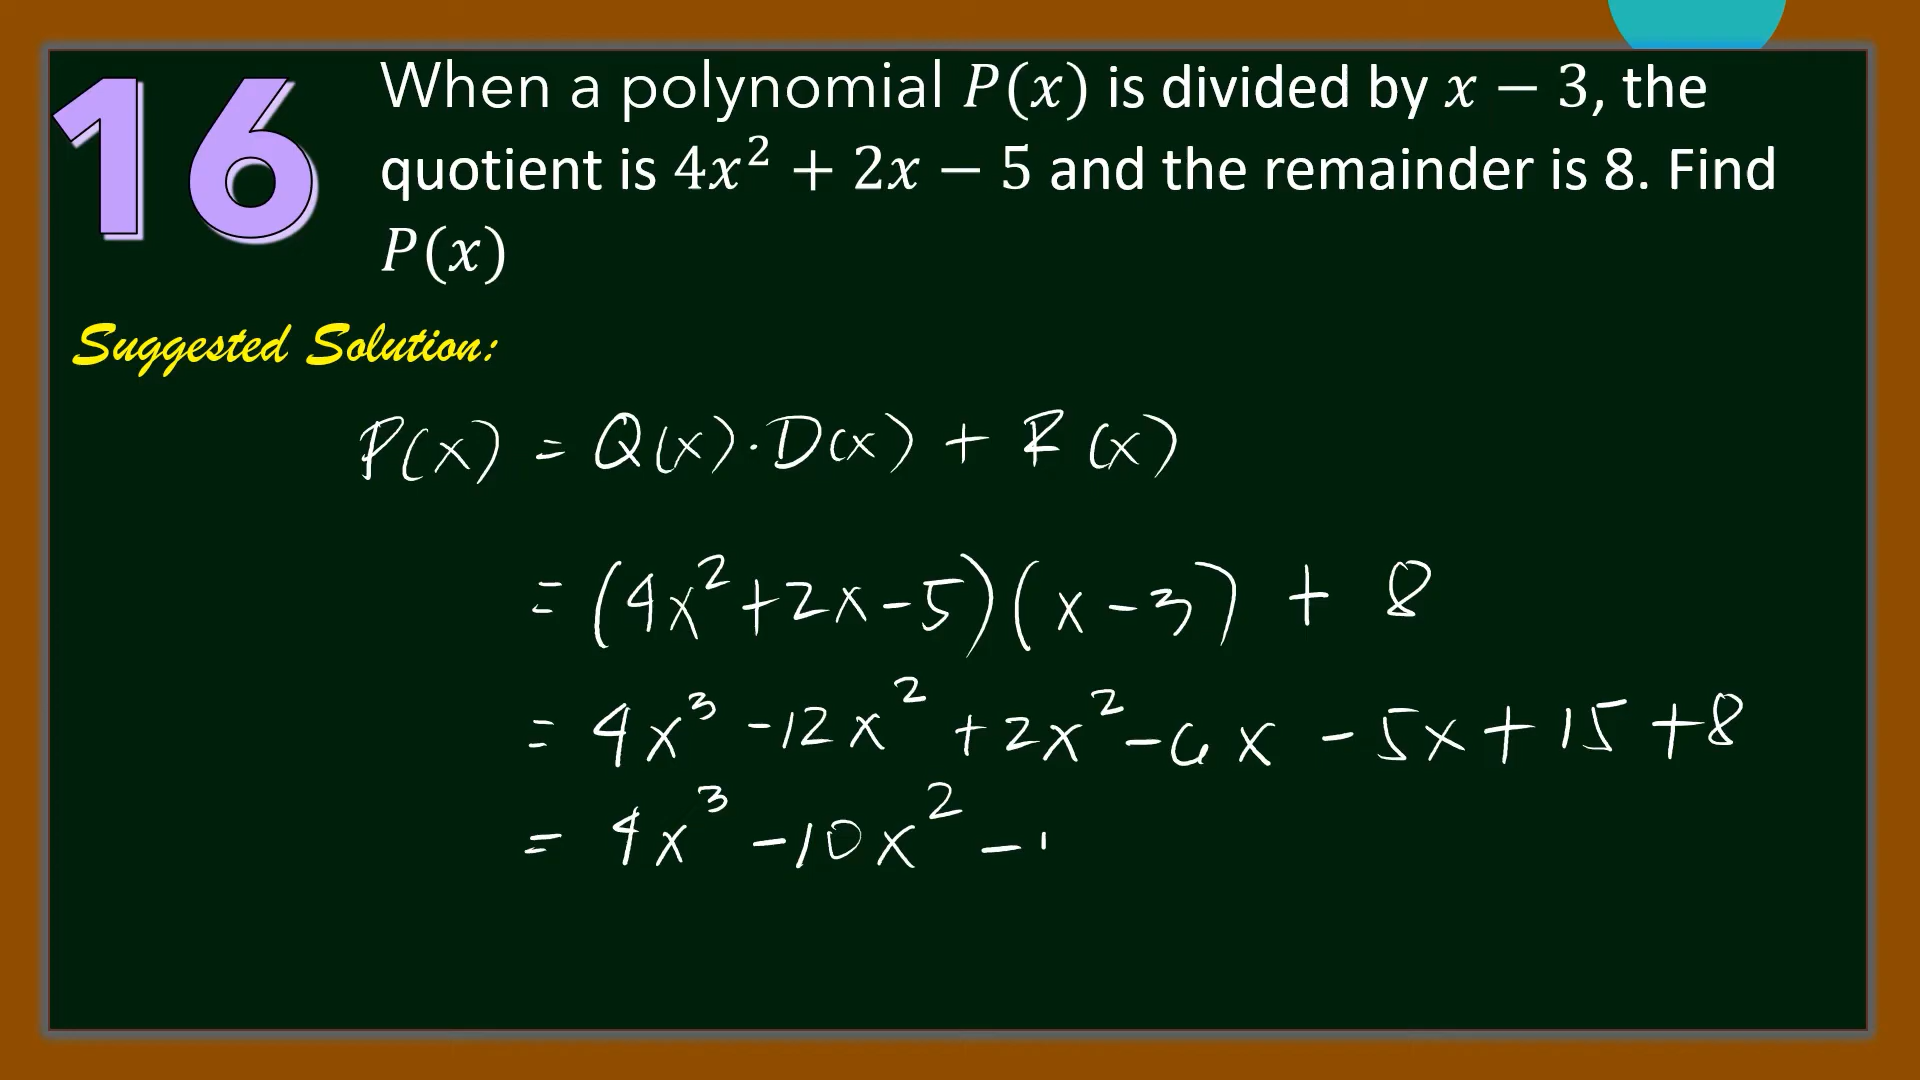 16
When a polynomial P(x) is divided by x − 3, the
quotient is 4x² + 2x − 5 and the remainder is 8. Find
P(x)
Suggested Solution:
P(x) = Q(x)·D(x) + R(x)
= (4x²+2x-5)(x-3) + 8
= 4x³ -12x² +2x² -6x -5x +15 +8
= 4x³ -10x² -